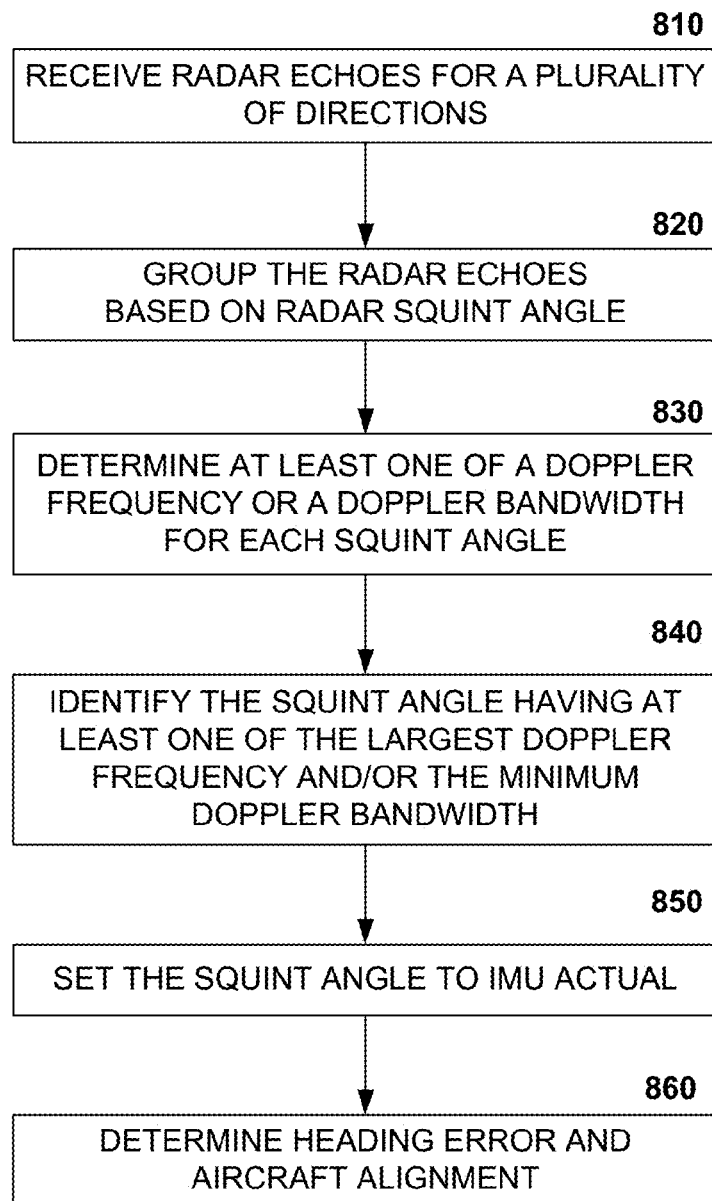 810
RECEIVE RADAR ECHOES FOR A PLURALITY
OF DIRECTIONS
820
GROUP THE RADAR ECHOES
BASED ON RADAR SQUINT ANGLE
830
DETERMINE AT LEAST ONE OF A DOPPLER
FREQUENCY OR A DOPPLER BANDWIDTH
FOR EACH SQUINT ANGLE
840
IDENTIFY THE SQUINT ANGLE HAVING AT
LEAST ONE OF THE LARGEST DOPPLER
FREQUENCY AND/OR THE MINIMUM
DOPPLER BANDWIDTH
850
SET THE SQUINT ANGLE TO IMU ACTUAL
860
DETERMINE HEADING ERROR AND
AIRCRAFT ALIGNMENT